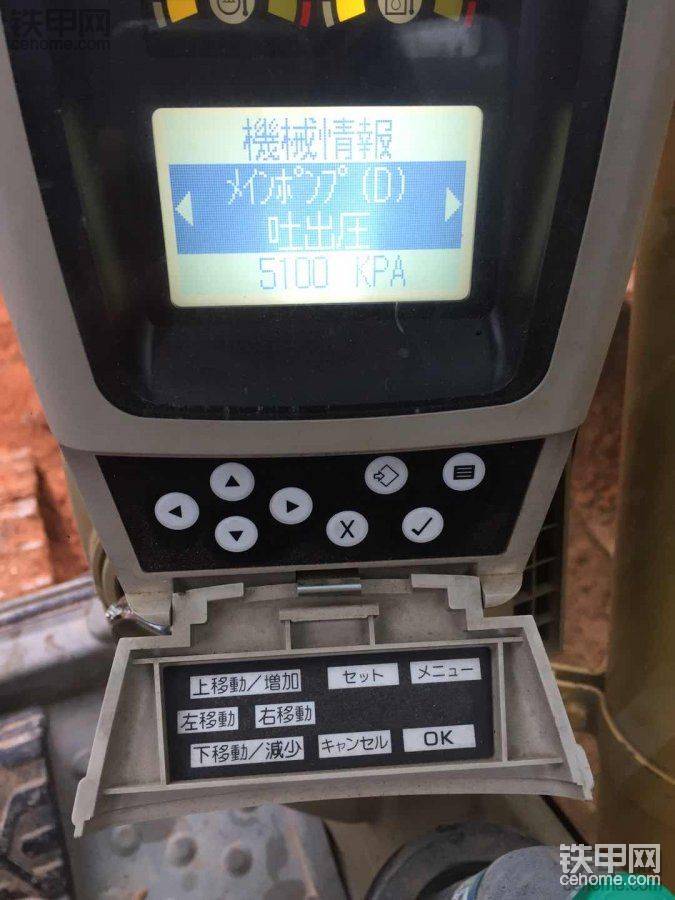 铁甲网
cehome.com
機械情報
ﾒｲﾝﾎﾟﾝﾌﾟ(D)
吐出圧
5100 KPA
X
上移動/増加
セット
メニュー
左移動
右移動
下移動/減少
キャンセル
OK
铁甲网
cehome.com